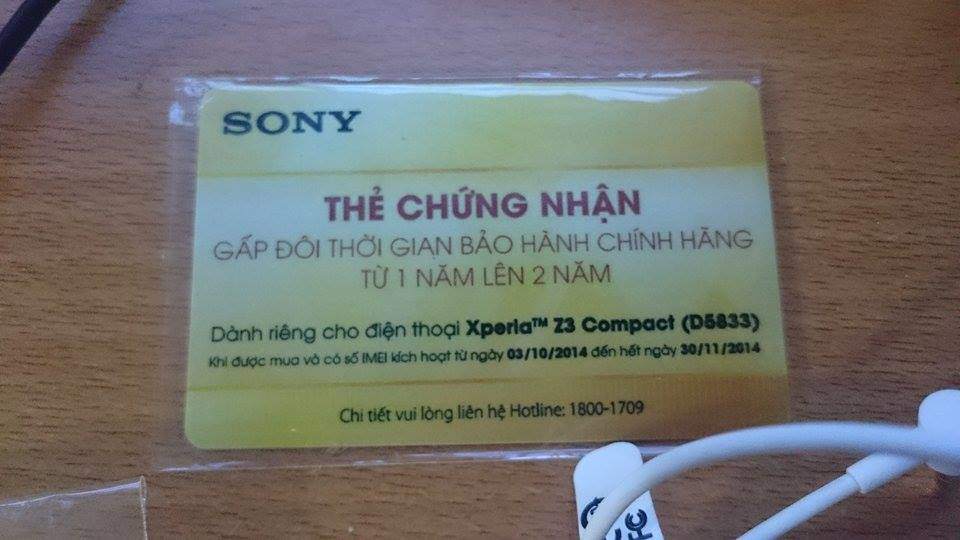 SONY
THẺ CHỨNG NHẬN
GẤP ĐÔI THỜI GIAN BẢO HÀNH CHÍNH HÃNG
TỪ 1 NĂM LÊN 2 NĂM
Dành riêng cho điện thoại Xperia™ Z3 Compact (D5833)
Khi được mua và có số IMEI kích hoạt từ ngày 03/10/2014 đến hết ngày 30/11/2014
Chi tiết vui lòng liên hệ Hotline: 1800-1709